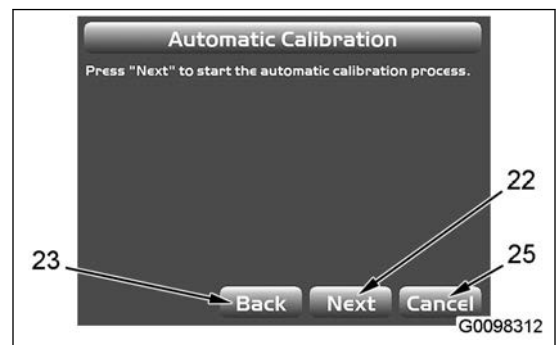 Automatic Calibration
Press "Next" to start the automatic calibration process.
22
23
25
Back Next Cancel
G0098312